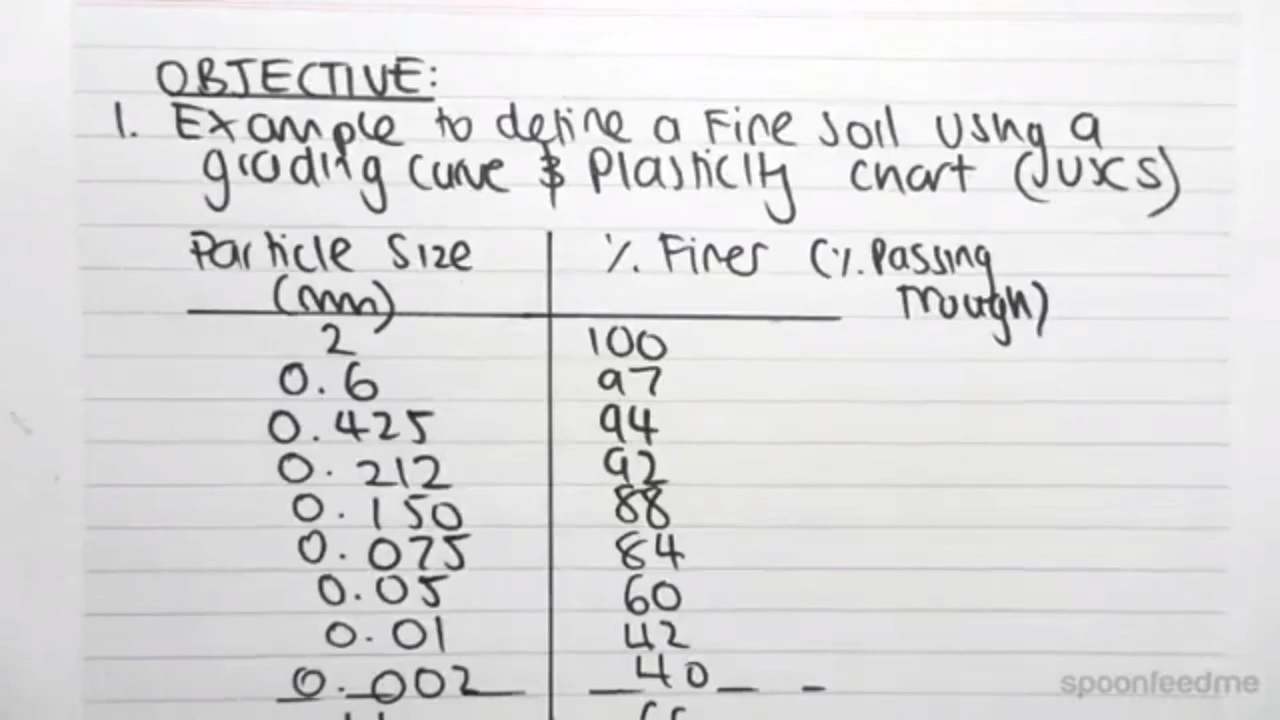 OBJECTIVE:
1. Example to define a Fine soil using a
grading curve & Plasticity chart (UXCS)
Particle Size | % Finer (% Passing
(mm) | Trough)
2 | 100
0.6 | 97
0.425 | 94
0.212 | 92
0.150 | 88
0.075 | 84
0.05 | 60
0.01 | 42
0.002 | 40
spoonfeedme